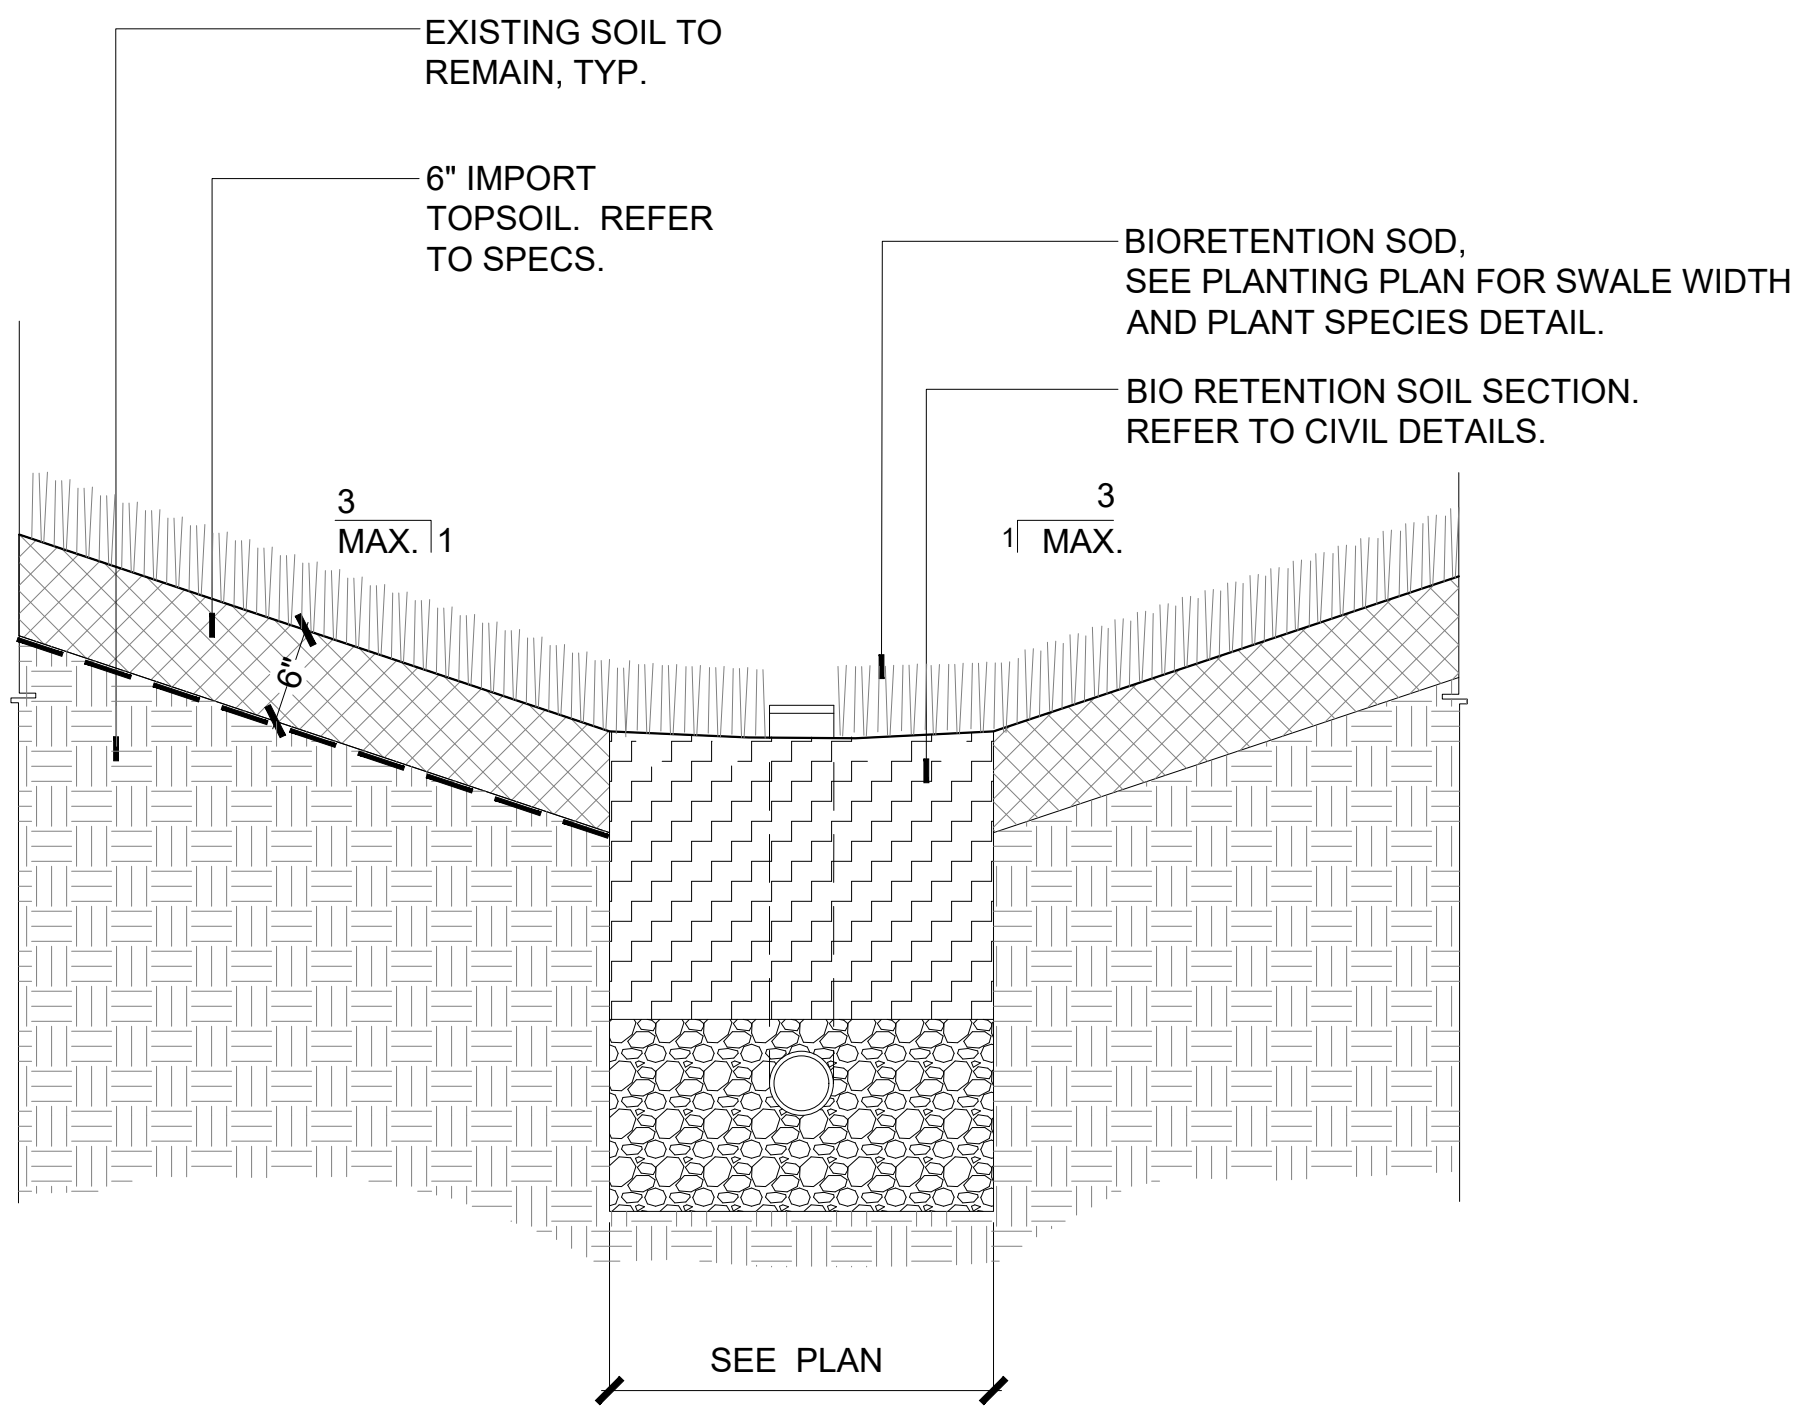 EXISTING SOIL TO
REMAIN, TYP.
6" IMPORT
TOPSOIL. REFER
TO SPECS.
BIORETENTION SOD,
SEE PLANTING PLAN FOR SWALE WIDTH
AND PLANT SPECIES DETAIL.
BIO RETENTION SOIL SECTION.
REFER TO CIVIL DETAILS.
3
MAX. 1
3
1 MAX.
6"
SEE PLAN